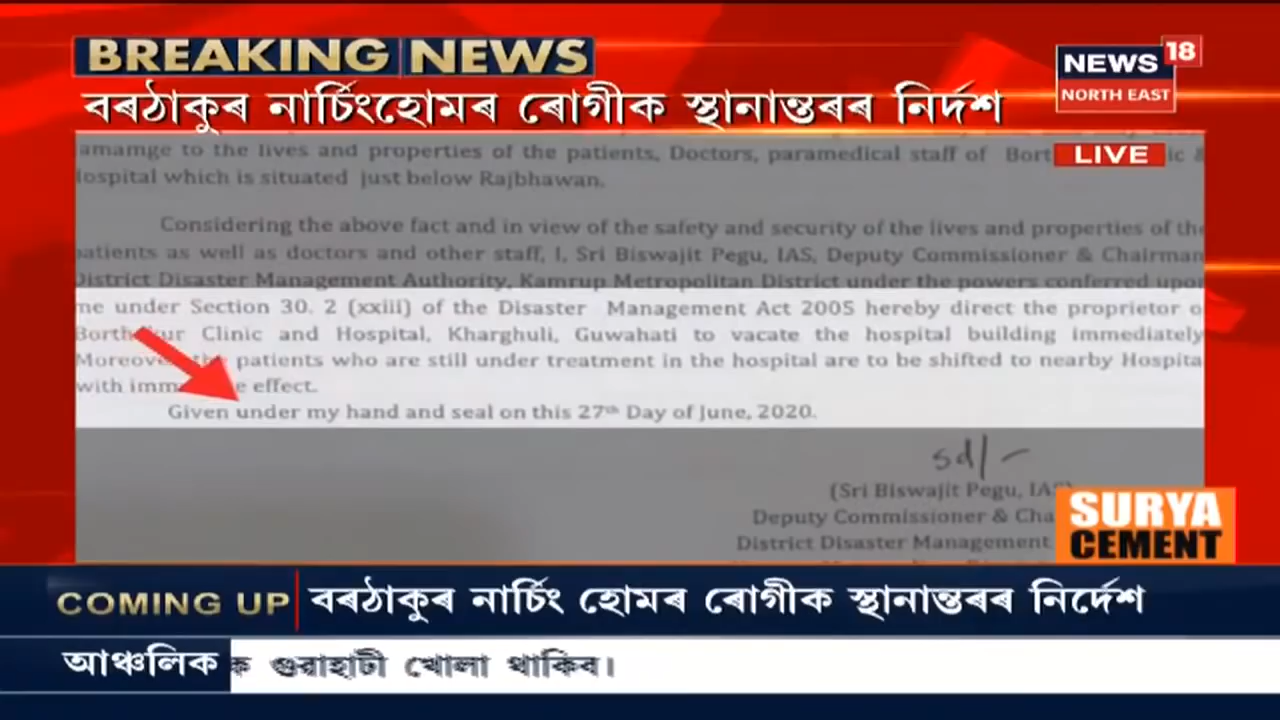 BREAKING NEWS
NEWS 18
NORTH EAST
LIVE
বৰঠাকুৰ নাৰ্চিংহোমৰ ৰোগীক স্থানান্তৰৰ নিৰ্দশ
amamge to the lives and properties of the patients, Doctors, paramedical staff of Bort
ospital which is situated just below Rajbhawan.
Considering the above fact and in view of the safety and security of the lives and properties of the
patients as well as doctors and other staff, I, Sri Biswajit Pegu, IAS, Deputy Commissioner & Chairman
District Disaster Management Authority, Kamrup Metropolitan District under the powers conferred upon
me under Section 30. 2 (xxiii) of the Disaster Management Act 2005 hereby direct the proprietor o
Clinic and Hospital, Kharghuli, Guwahati to vacate the hospital building immediately
patients who are still under treatment in the hospital are to be shifted to nearby Hospita
with effect.
Given under my hand and seal on this 27th Day of June, 2020.
sd/-
(Sri Biswajit Pegu, IAS)
Deputy Commissioner & Cha
District Disaster Management
SURYA
CEMENT
COMING UP
বৰঠাকুৰ নাৰ্চিং হোমৰ ৰোগীক স্থানান্তৰৰ নিৰ্দেশ
আঞ্চলিক
ক গুৱাহাটী খোলা থাকিব।